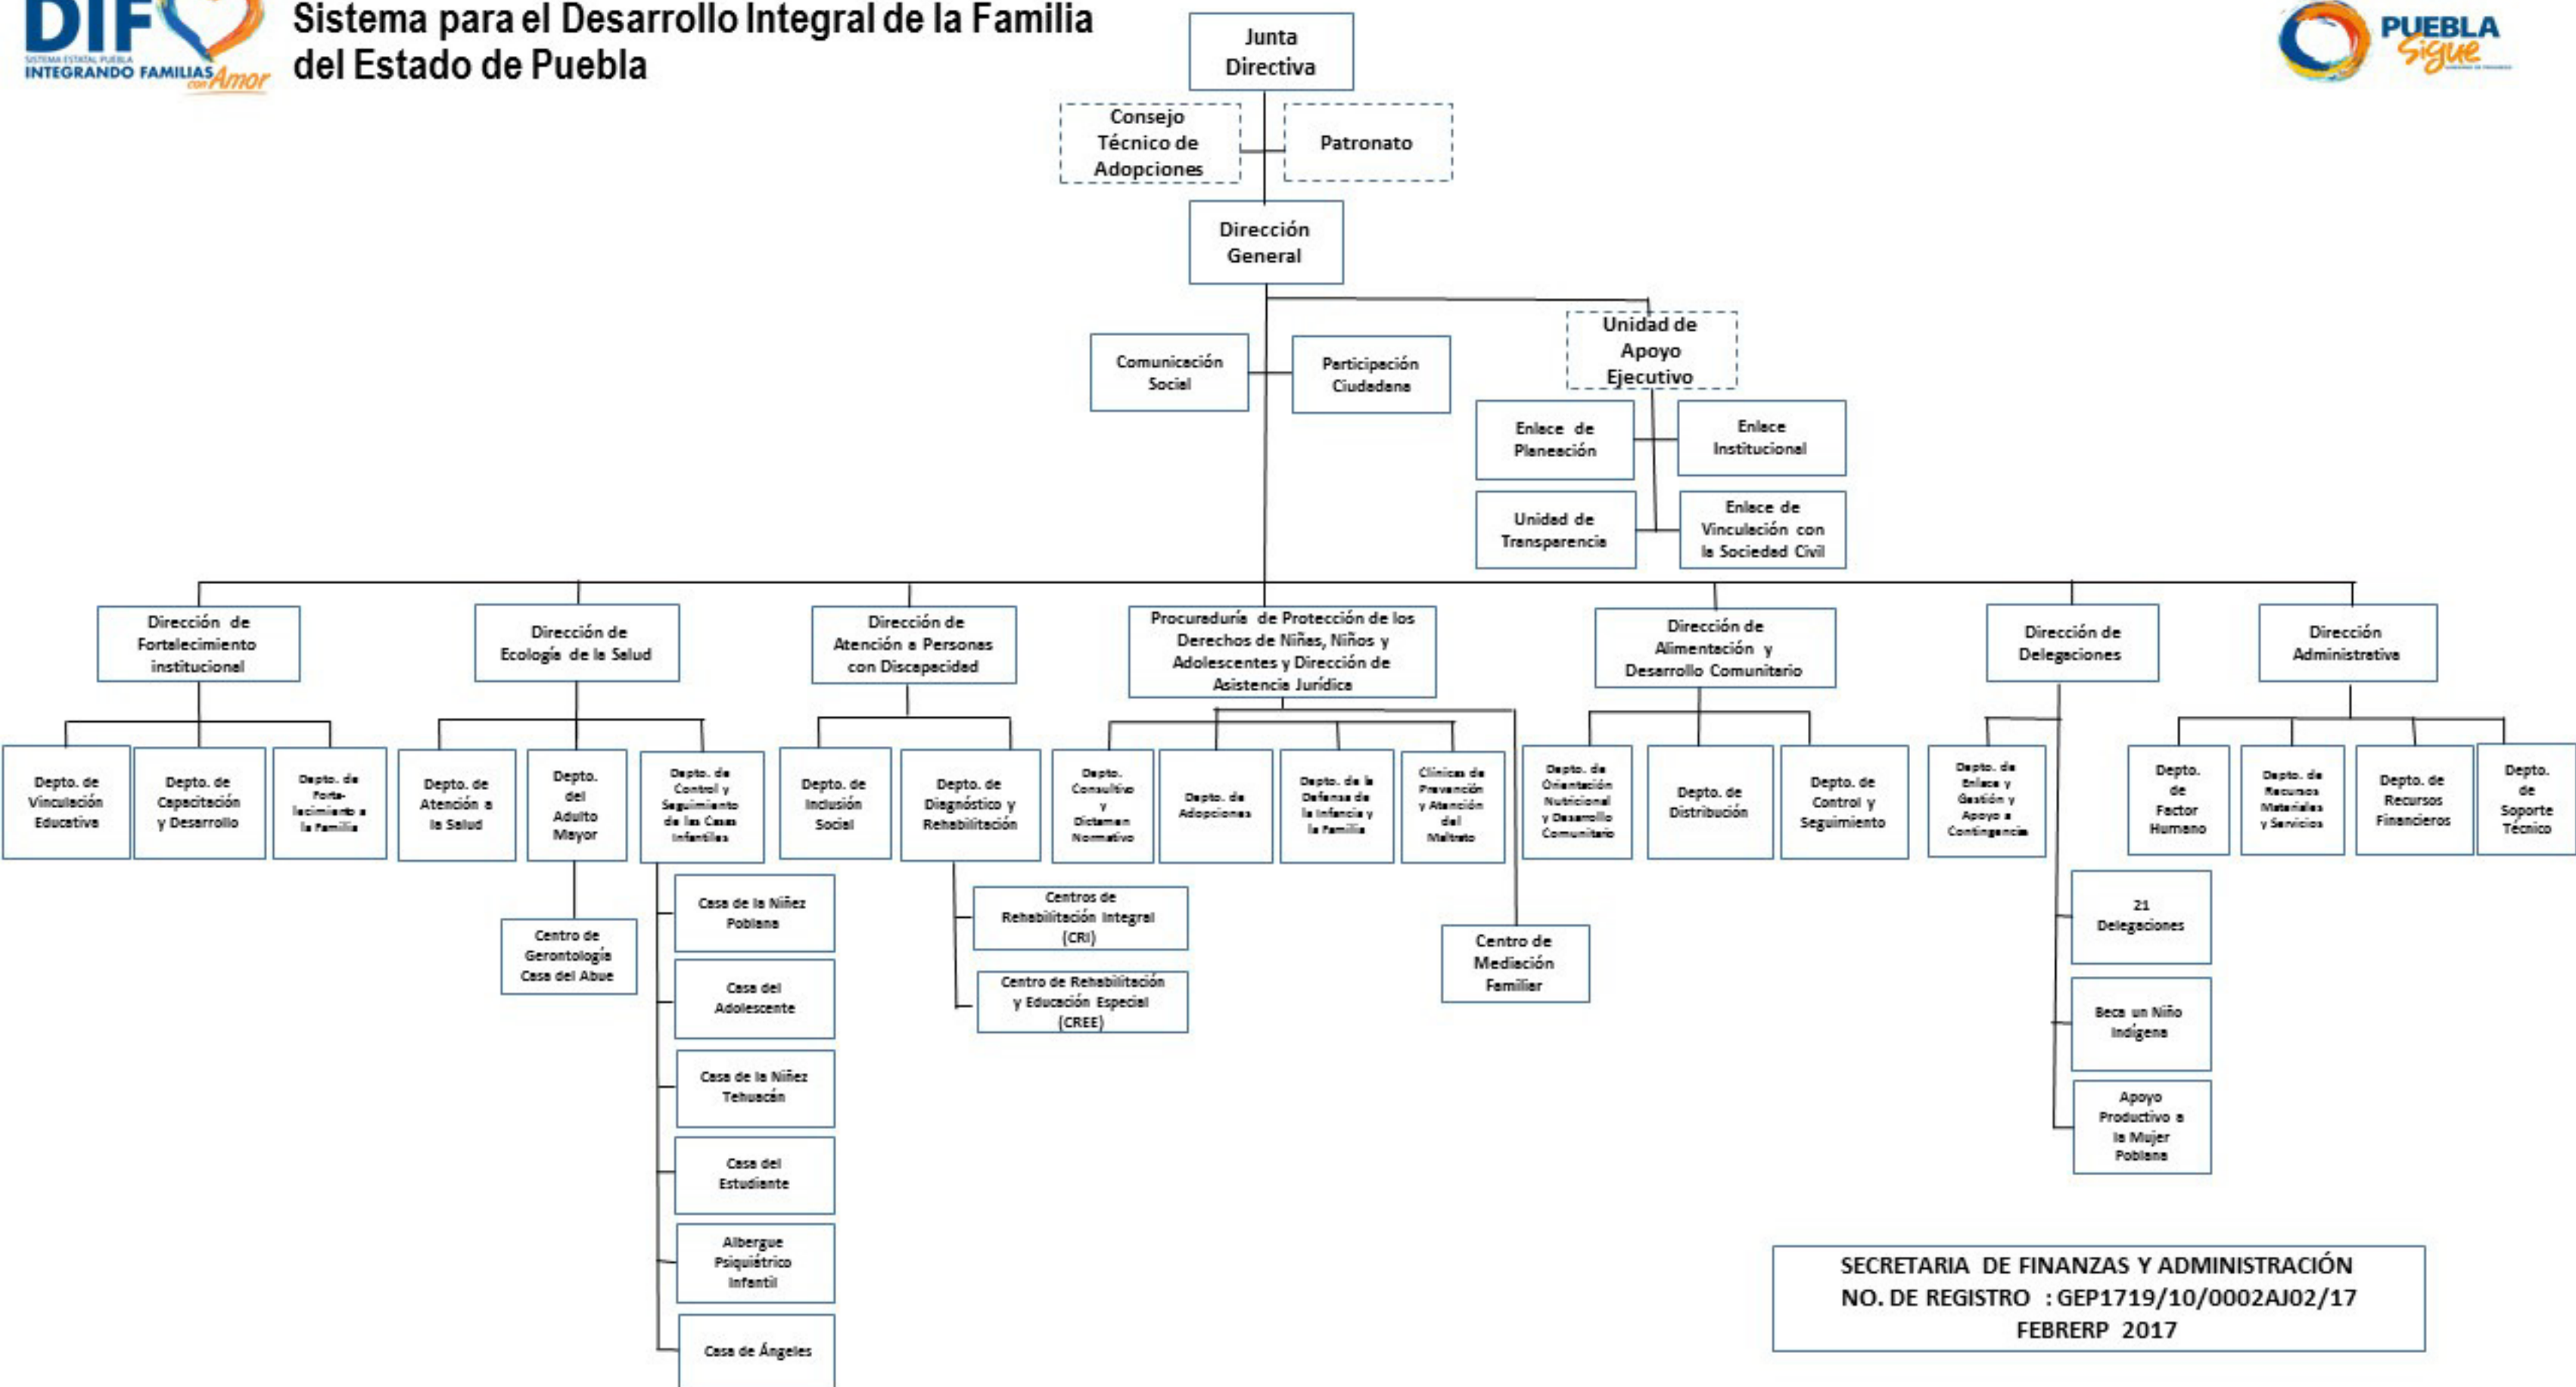 DIF
SISTEMA ESTATAL PUEBLA
INTEGRANDO FAMILIAS
con Amor
Sistema para el Desarrollo Integral de la Familia
del Estado de Puebla
PUEBLA
Sigue
Junta
Directiva
Consejo
Técnico de
Adopciones
Patronato
Dirección
General
Comunicación
Social
Participación
Ciudadana
Unidad de
Apoyo
Ejecutivo
Enlace de
Planeación
Enlace
Institucional
Unidad de
Transparencia
Enlace de
Vinculación con
la Sociedad Civil
Dirección de
Fortalecimiento
institucional
Dirección de
Ecología de la Salud
Dirección de
Atención a Personas
con Discapacidad
Procuraduría de Protección de los
Derechos de Niñas, Niños y
Adolescentes y Dirección de
Asistencia Jurídica
Dirección de
Alimentación y
Desarrollo Comunitario
Dirección de
Delegaciones
Dirección
Administrativa
Depto. de
Vinculación
Educativa
Depto. de
Capacitación
y Desarrollo
Depto. de
Forta-
lecimiento a
la Familia
Depto. de
Atención a
la Salud
Depto.
del
Adulto
Mayor
Depto. de
Control y
Seguimiento
de las Casas
Infantiles
Depto. de
Inclusión
Social
Depto. de
Diagnóstico y
Rehabilitación
Depto.
Consultivo
y
Dictamen
Normativo
Depto. de
Adopciones
Depto. de la
Defensa de
la Infancia y
la Familia
Clínicas de
Prevención
y Atención
del
Maltrato
Depto. de
Orientación
Nutricional
y Desarrollo
Comunitario
Depto. de
Distribución
Depto. de
Control y
Seguimiento
Depto. de
Enlace y
Gestión y
Apoyo a
Contingencia
Depto.
de
Factor
Humano
Depto. de
Recursos
Materiales
y Servicios
Depto. de
Recursos
Financieros
Depto.
de
Soporte
Técnico
Centro de
Gerontología
Casa del Abue
Casa de la Niñez
Poblana
Casa del
Adolescente
Casa de la Niñez
Tehuacán
Casa del
Estudiante
Albergue
Psiquiátrico
Infantil
Casa de Ángeles
Centros de
Rehabilitación Integral
(CRI)
Centro de Rehabilitación
y Educación Especial
(CREE)
Centro de
Mediación
Familiar
21
Delegaciones
Beca un Niño
Indígena
Apoyo
Productivo a
la Mujer
Poblana
SECRETARIA DE FINANZAS Y ADMINISTRACIÓN
NO. DE REGISTRO : GEP1719/10/0002AJ02/17
FEBRERP 2017